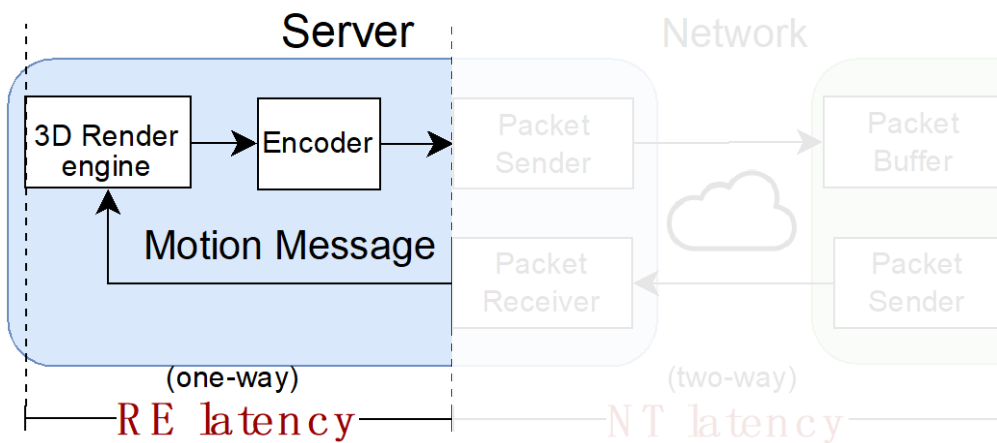 Server
Network
3D Render
engine
Encoder
Packet
Sender
Packet
Buffer
Motion Message
Packet
Receiver
Packet
Sender
(one-way)
(two-way)
RE latency
NT latency